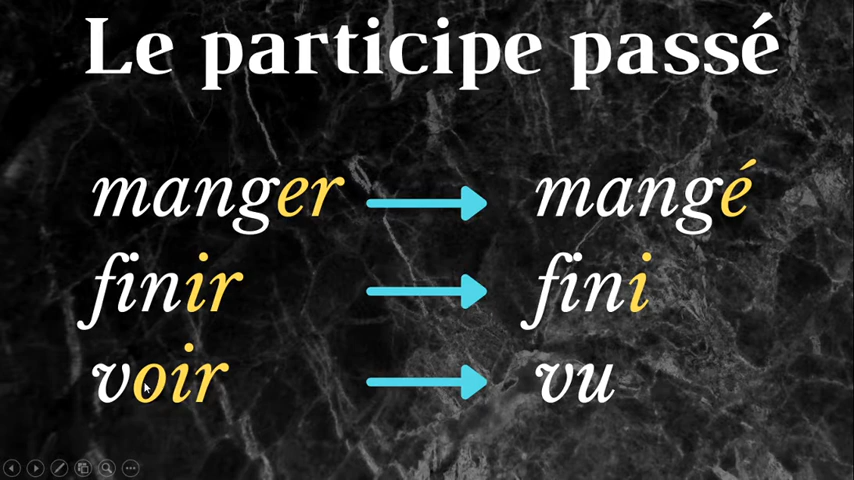 Le participe passé
manger mangé
finir fini
voir vu